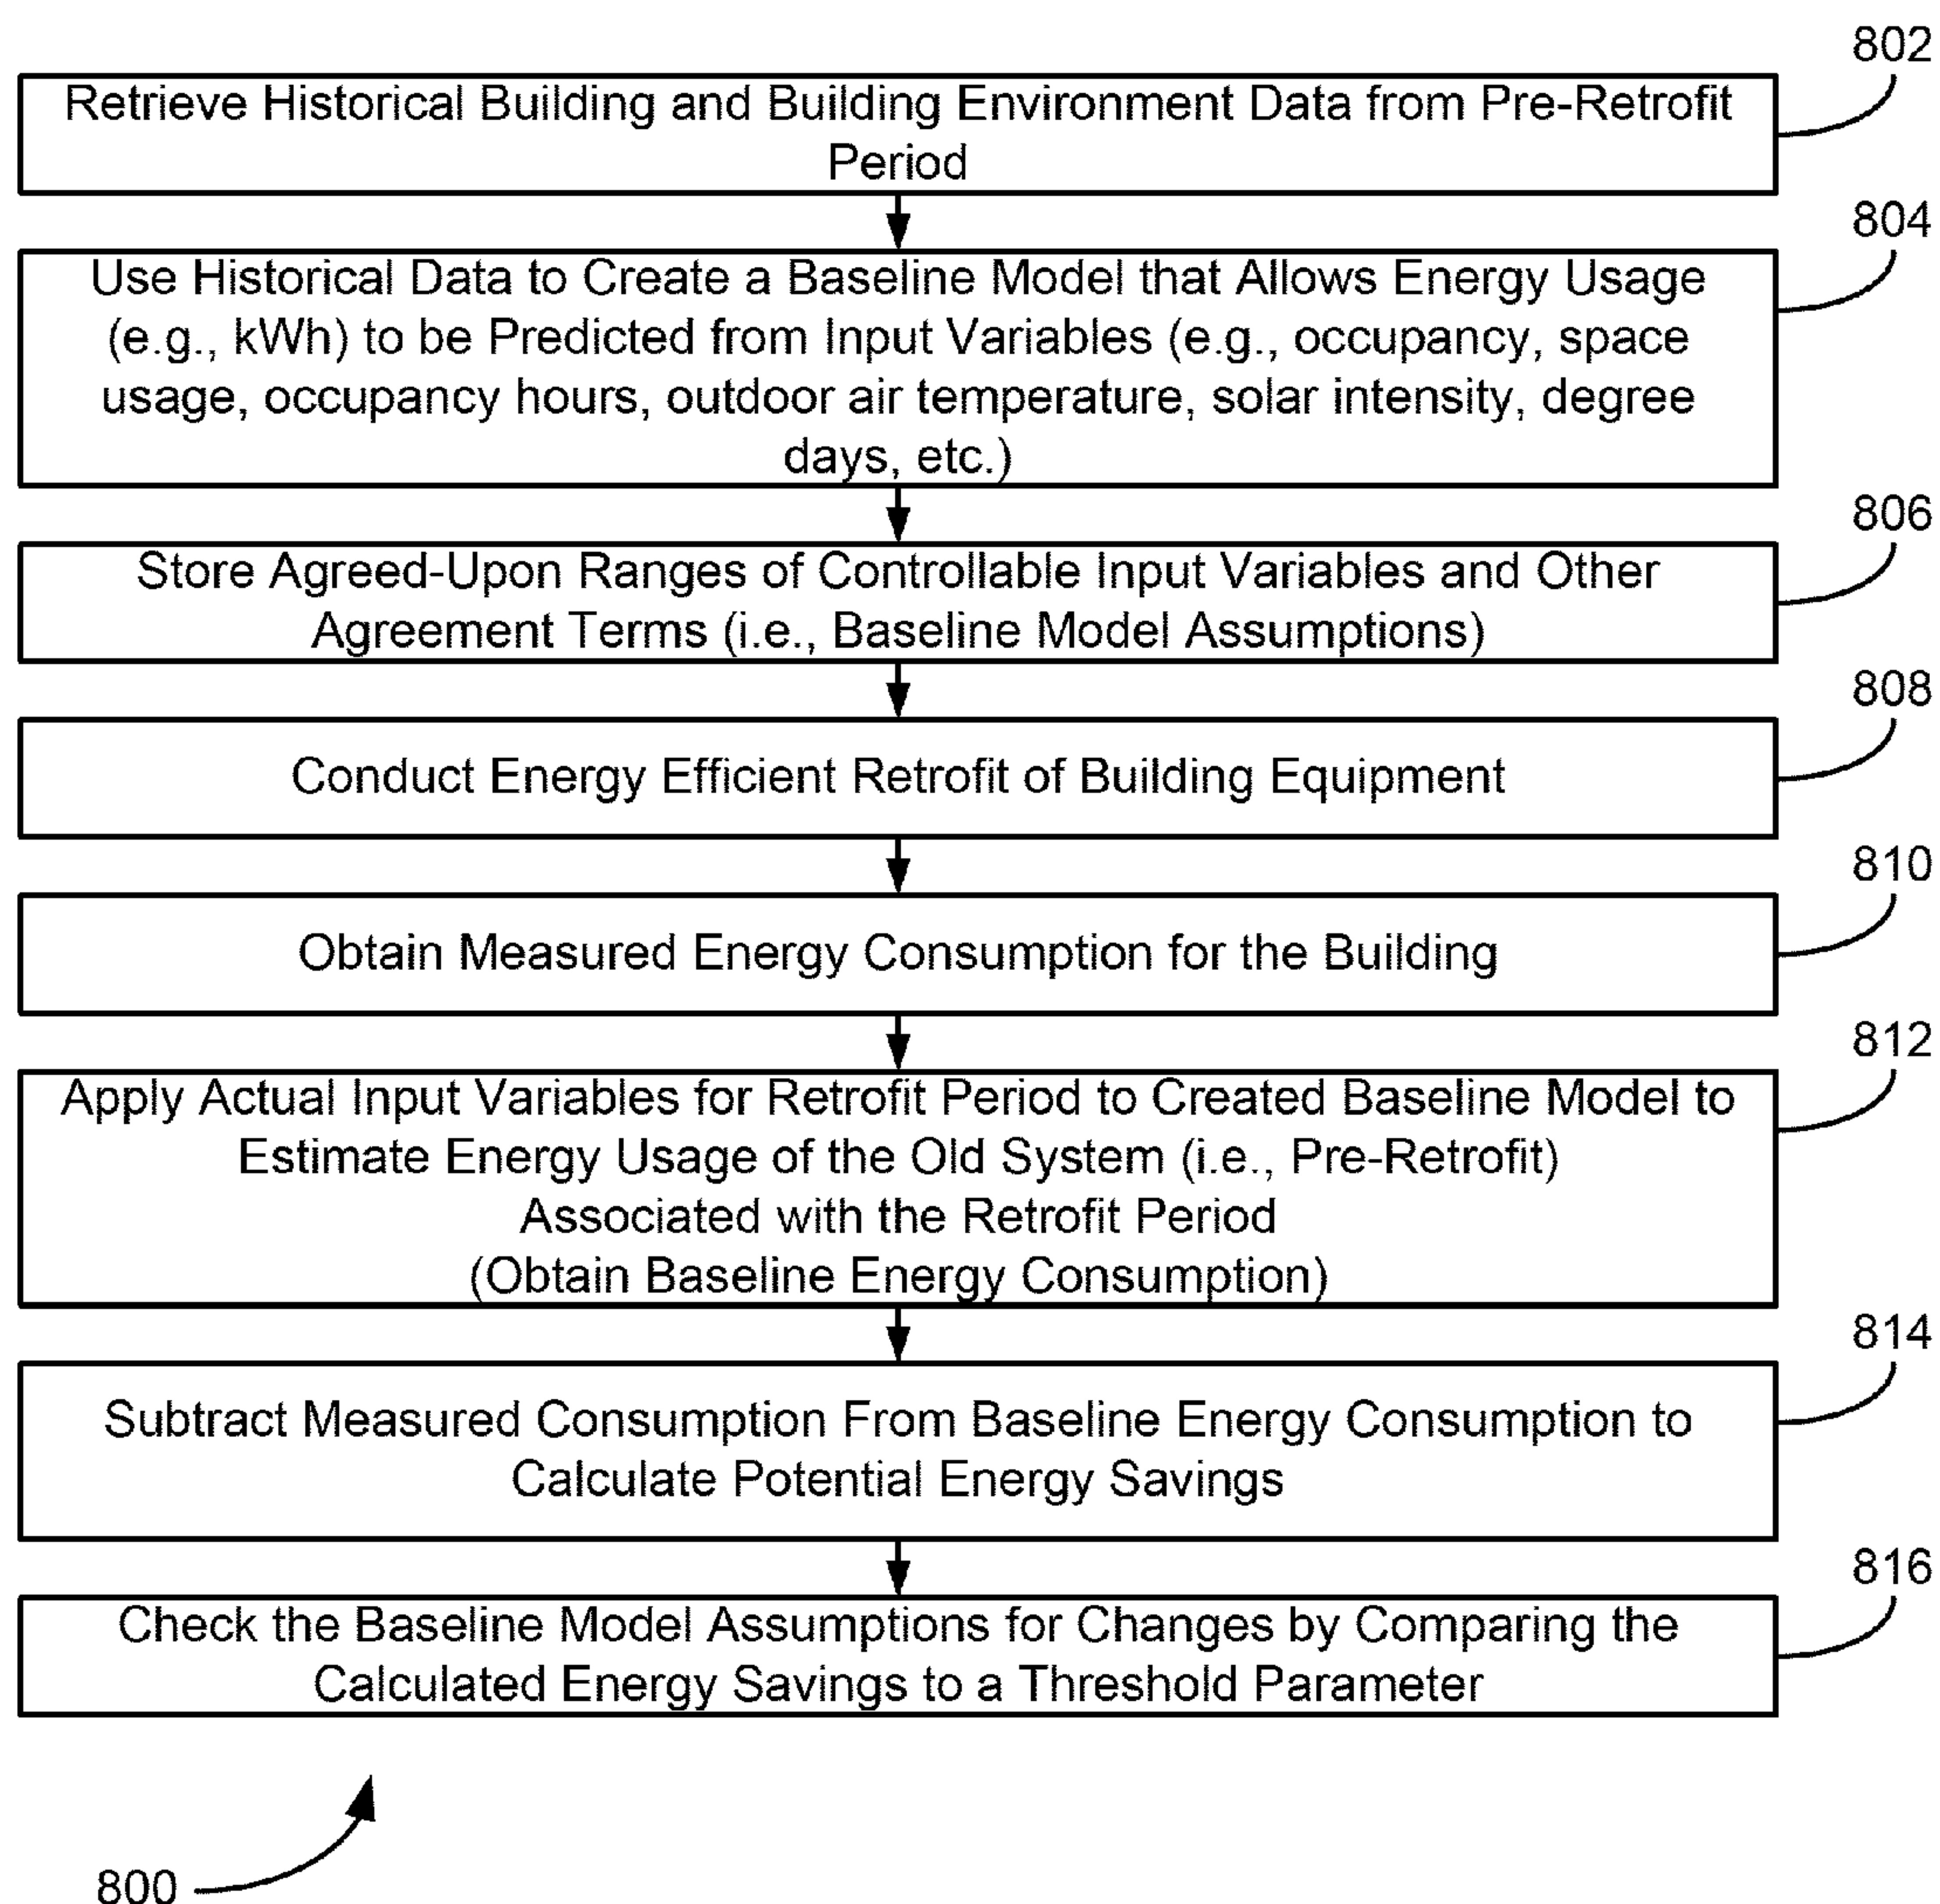 802
Retrieve Historical Building and Building Environment Data from Pre-Retrofit
Period
804
Use Historical Data to Create a Baseline Model that Allows Energy Usage
(e.g., kWh) to be Predicted from Input Variables (e.g., occupancy, space
usage, occupancy hours, outdoor air temperature, solar intensity, degree
days, etc.)
806
Store Agreed-Upon Ranges of Controllable Input Variables and Other
Agreement Terms (i.e., Baseline Model Assumptions)
808
Conduct Energy Efficient Retrofit of Building Equipment
810
Obtain Measured Energy Consumption for the Building
812
Apply Actual Input Variables for Retrofit Period to Created Baseline Model to
Estimate Energy Usage of the Old System (i.e., Pre-Retrofit)
Associated with the Retrofit Period
(Obtain Baseline Energy Consumption)
814
Subtract Measured Consumption From Baseline Energy Consumption to
Calculate Potential Energy Savings
816
Check the Baseline Model Assumptions for Changes by Comparing the
Calculated Energy Savings to a Threshold Parameter
800